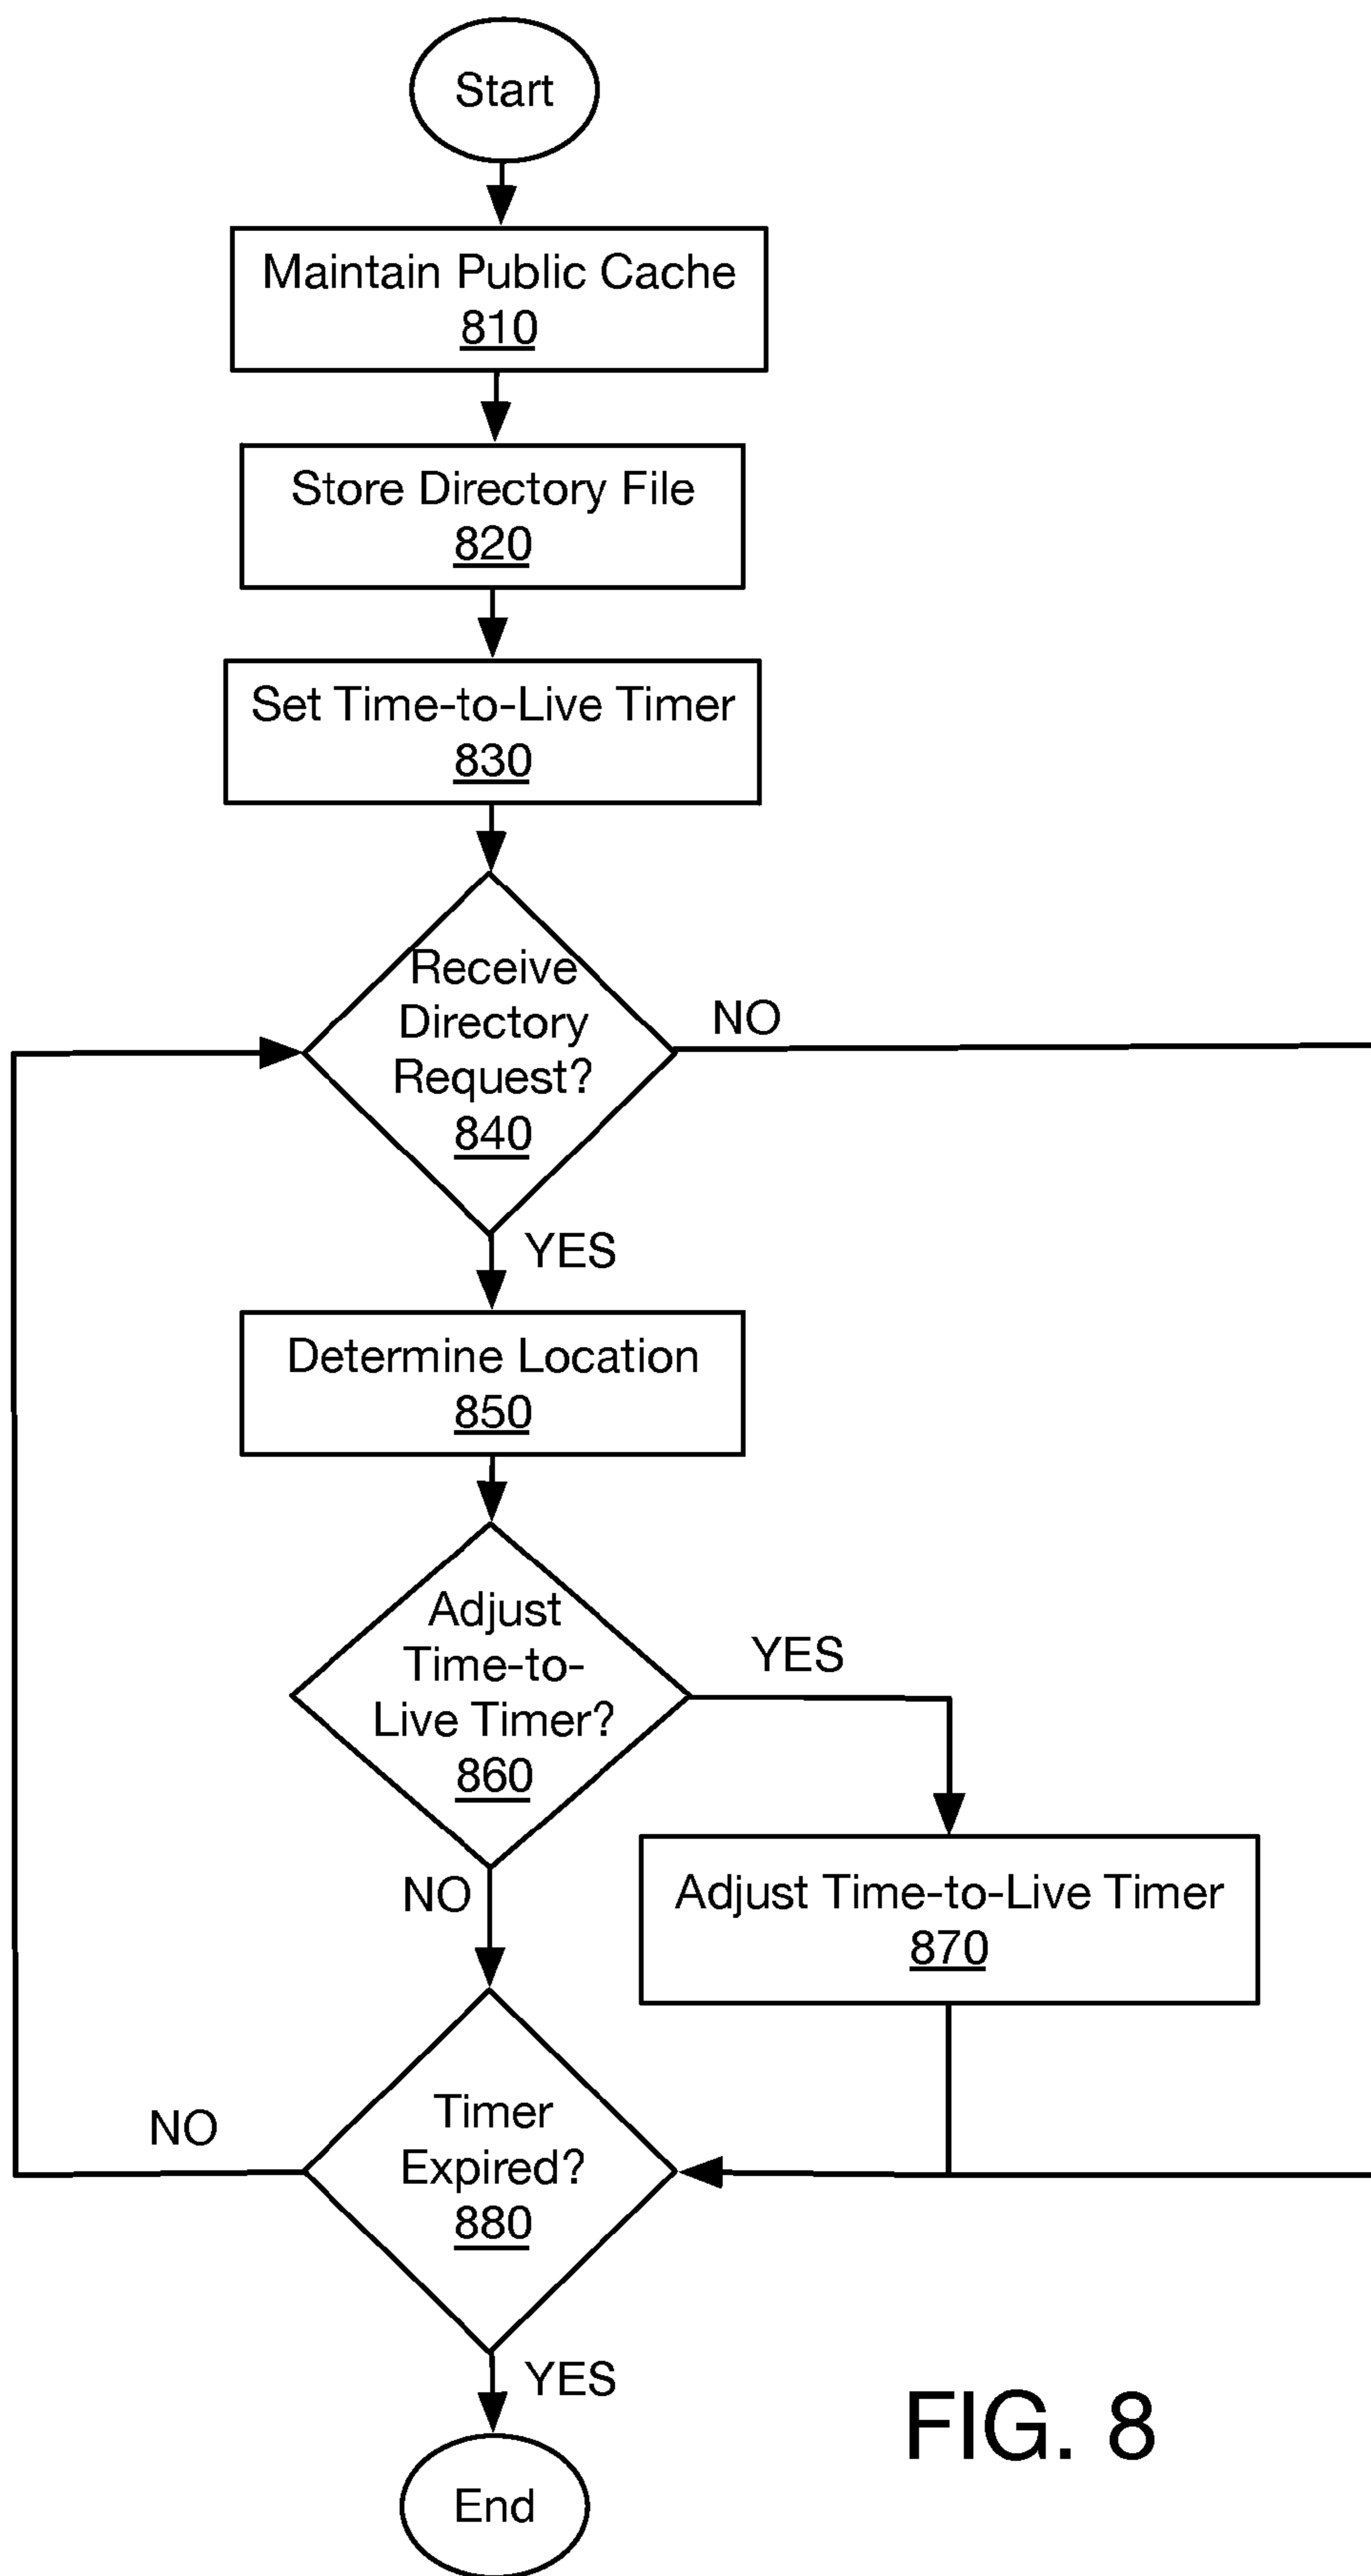 Start
Maintain Public Cache
810
Store Directory File
820
Set Time-to-Live Timer
830
Receive
Directory
Request?
840
NO
YES
Determine Location
850
Adjust
Time-to-
Live Timer?
860
YES
NO
Adjust Time-to-Live Timer
870
Timer
Expired?
880
NO
YES
End
FIG. 8